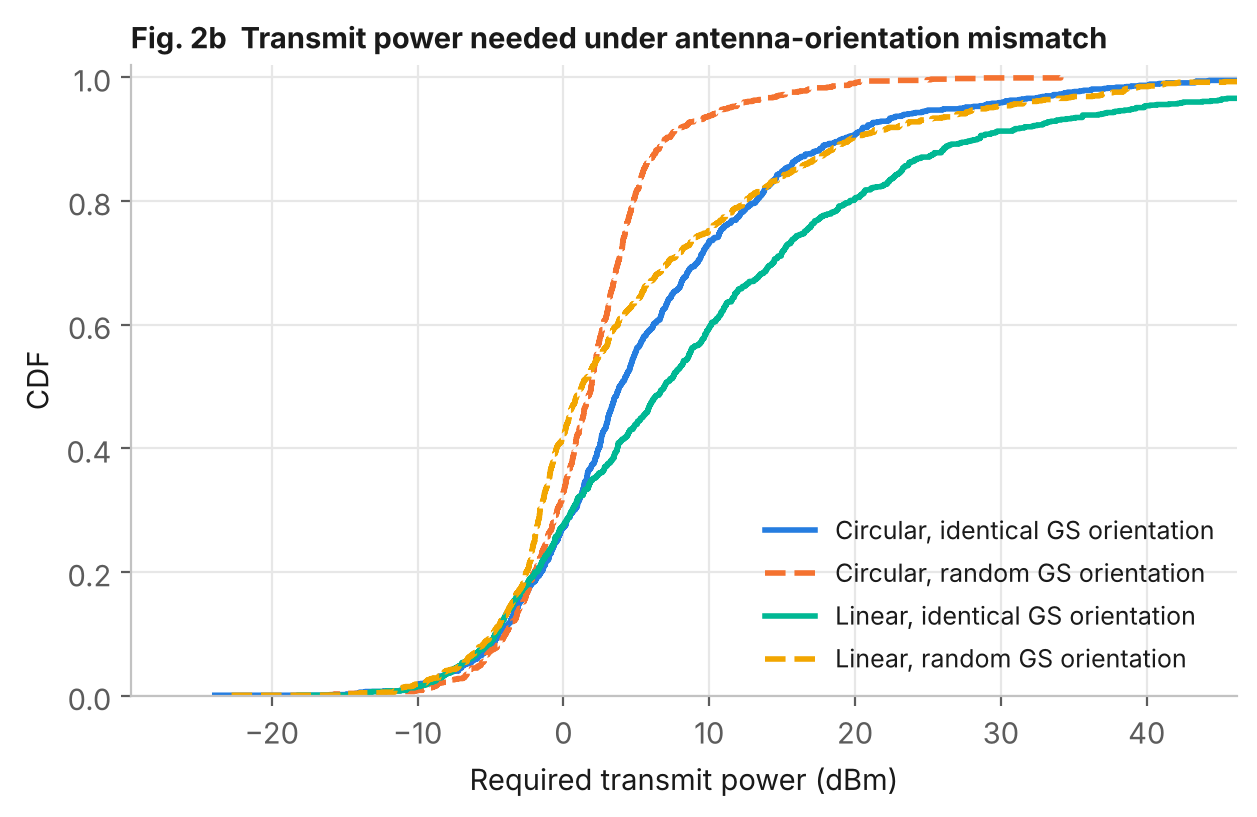 Fig. 2b  Transmit power needed under antenna-orientation mismatch
1.0
0.8
0.6
0.4
0.2
0.0
CDF
−20
−10
0
10
20
30
40
Required transmit power (dBm)
Circular, identical GS orientation
Circular, random GS orientation
Linear, identical GS orientation
Linear, random GS orientation